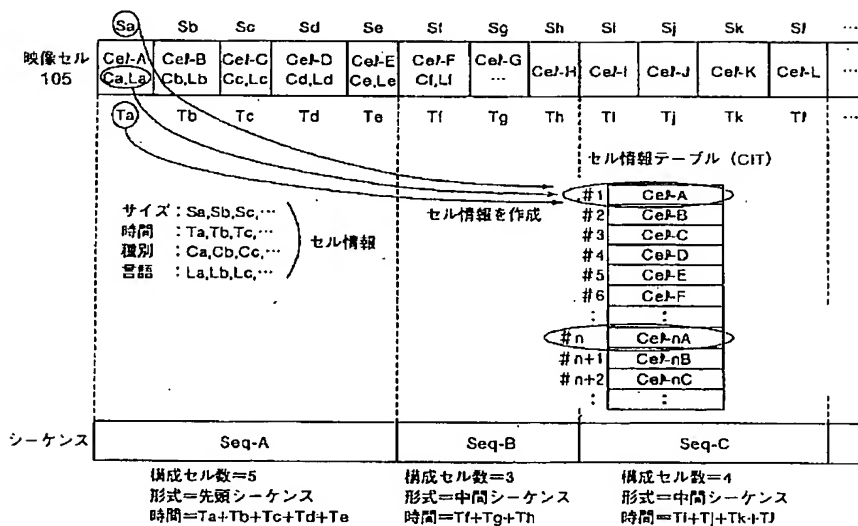 Sa Sb Sc Sd Se Sf Sg Sh Si Sj Sk Sl …
映像セル 105
Cel-A Cel-B Cel-C Cel-D Cel-E Cel-F Cel-G Cel-H Cel-I Cel-J Cel-K Cel-L …
Ca,La Cb,Lb Cc,Lc Cd,Ld Ce,Le Cf,Lf …
Ta Tb Tc Td Te Tf Tg Th Ti Tj Tk Tl …
セル情報テーブル (CIT)
#1 Cel-A
#2 Cel-B
#3 Cel-C
#4 Cel-D
#5 Cel-E
#6 Cel-F
: :
#n Cel-nA
#n+1 Cel-nB
#n+2 Cel-nC
: :
セル情報を作成
サイズ:Sa,Sb,Sc,…
時間:Ta,Tb,Tc,…
種別:Ca,Cb,Cc,…
言語:La,Lb,Lc,…
セル情報
シーケンス Seq-A Seq-B Seq-C
構成セル数=5
形式=先頭シーケンス
時間=Ta+Tb+Tc+Td+Te
構成セル数=3
形式=中間シーケンス
時間=Tf+Tg+Th
構成セル数=4
形式=中間シーケンス
時間=Ti+Tj+Tk+Tl